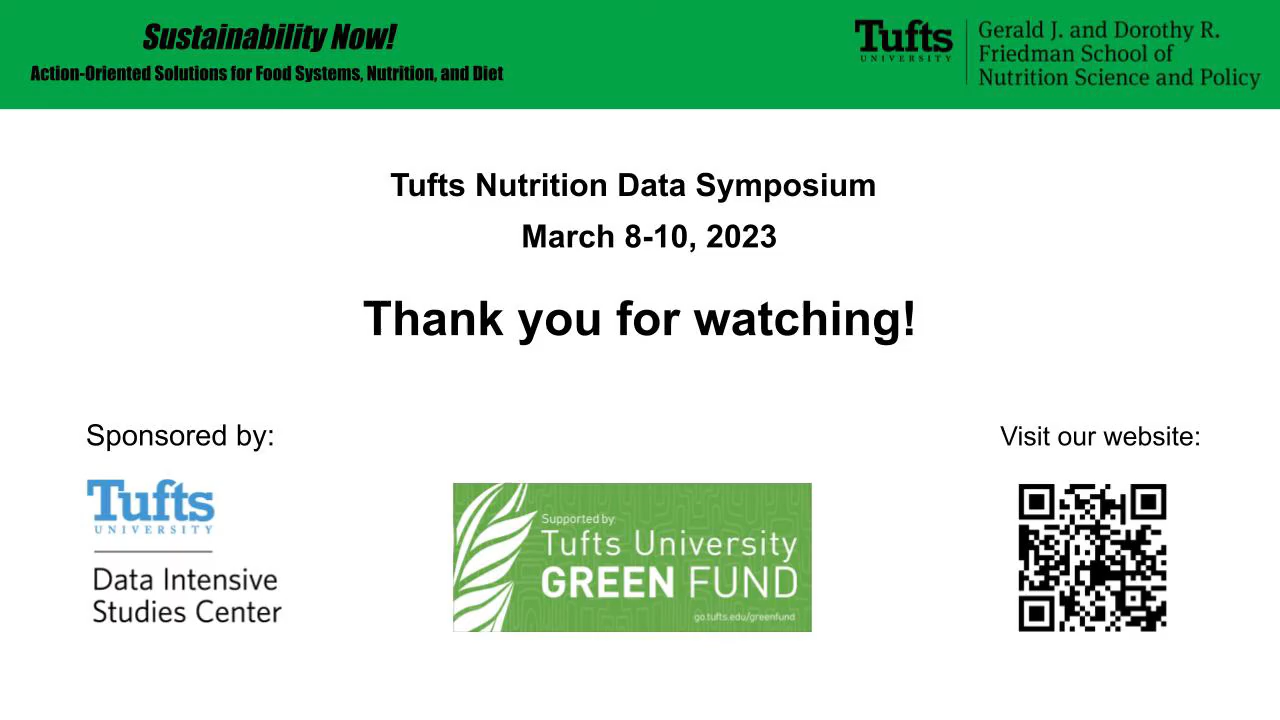 Sustainability Now!
Action-Oriented Solutions for Food Systems, Nutrition, and Diet
Tufts
UNIVERSITY
Gerald J. and Dorothy R.
Friedman School of
Nutrition Science and Policy
Tufts Nutrition Data Symposium
March 8-10, 2023
Thank you for watching!
Sponsored by:
Tufts
UNIVERSITY
Data Intensive
Studies Center
Supported by:
Tufts University
GREEN FUND
go.tufts.edu/greenfund
Visit our website: